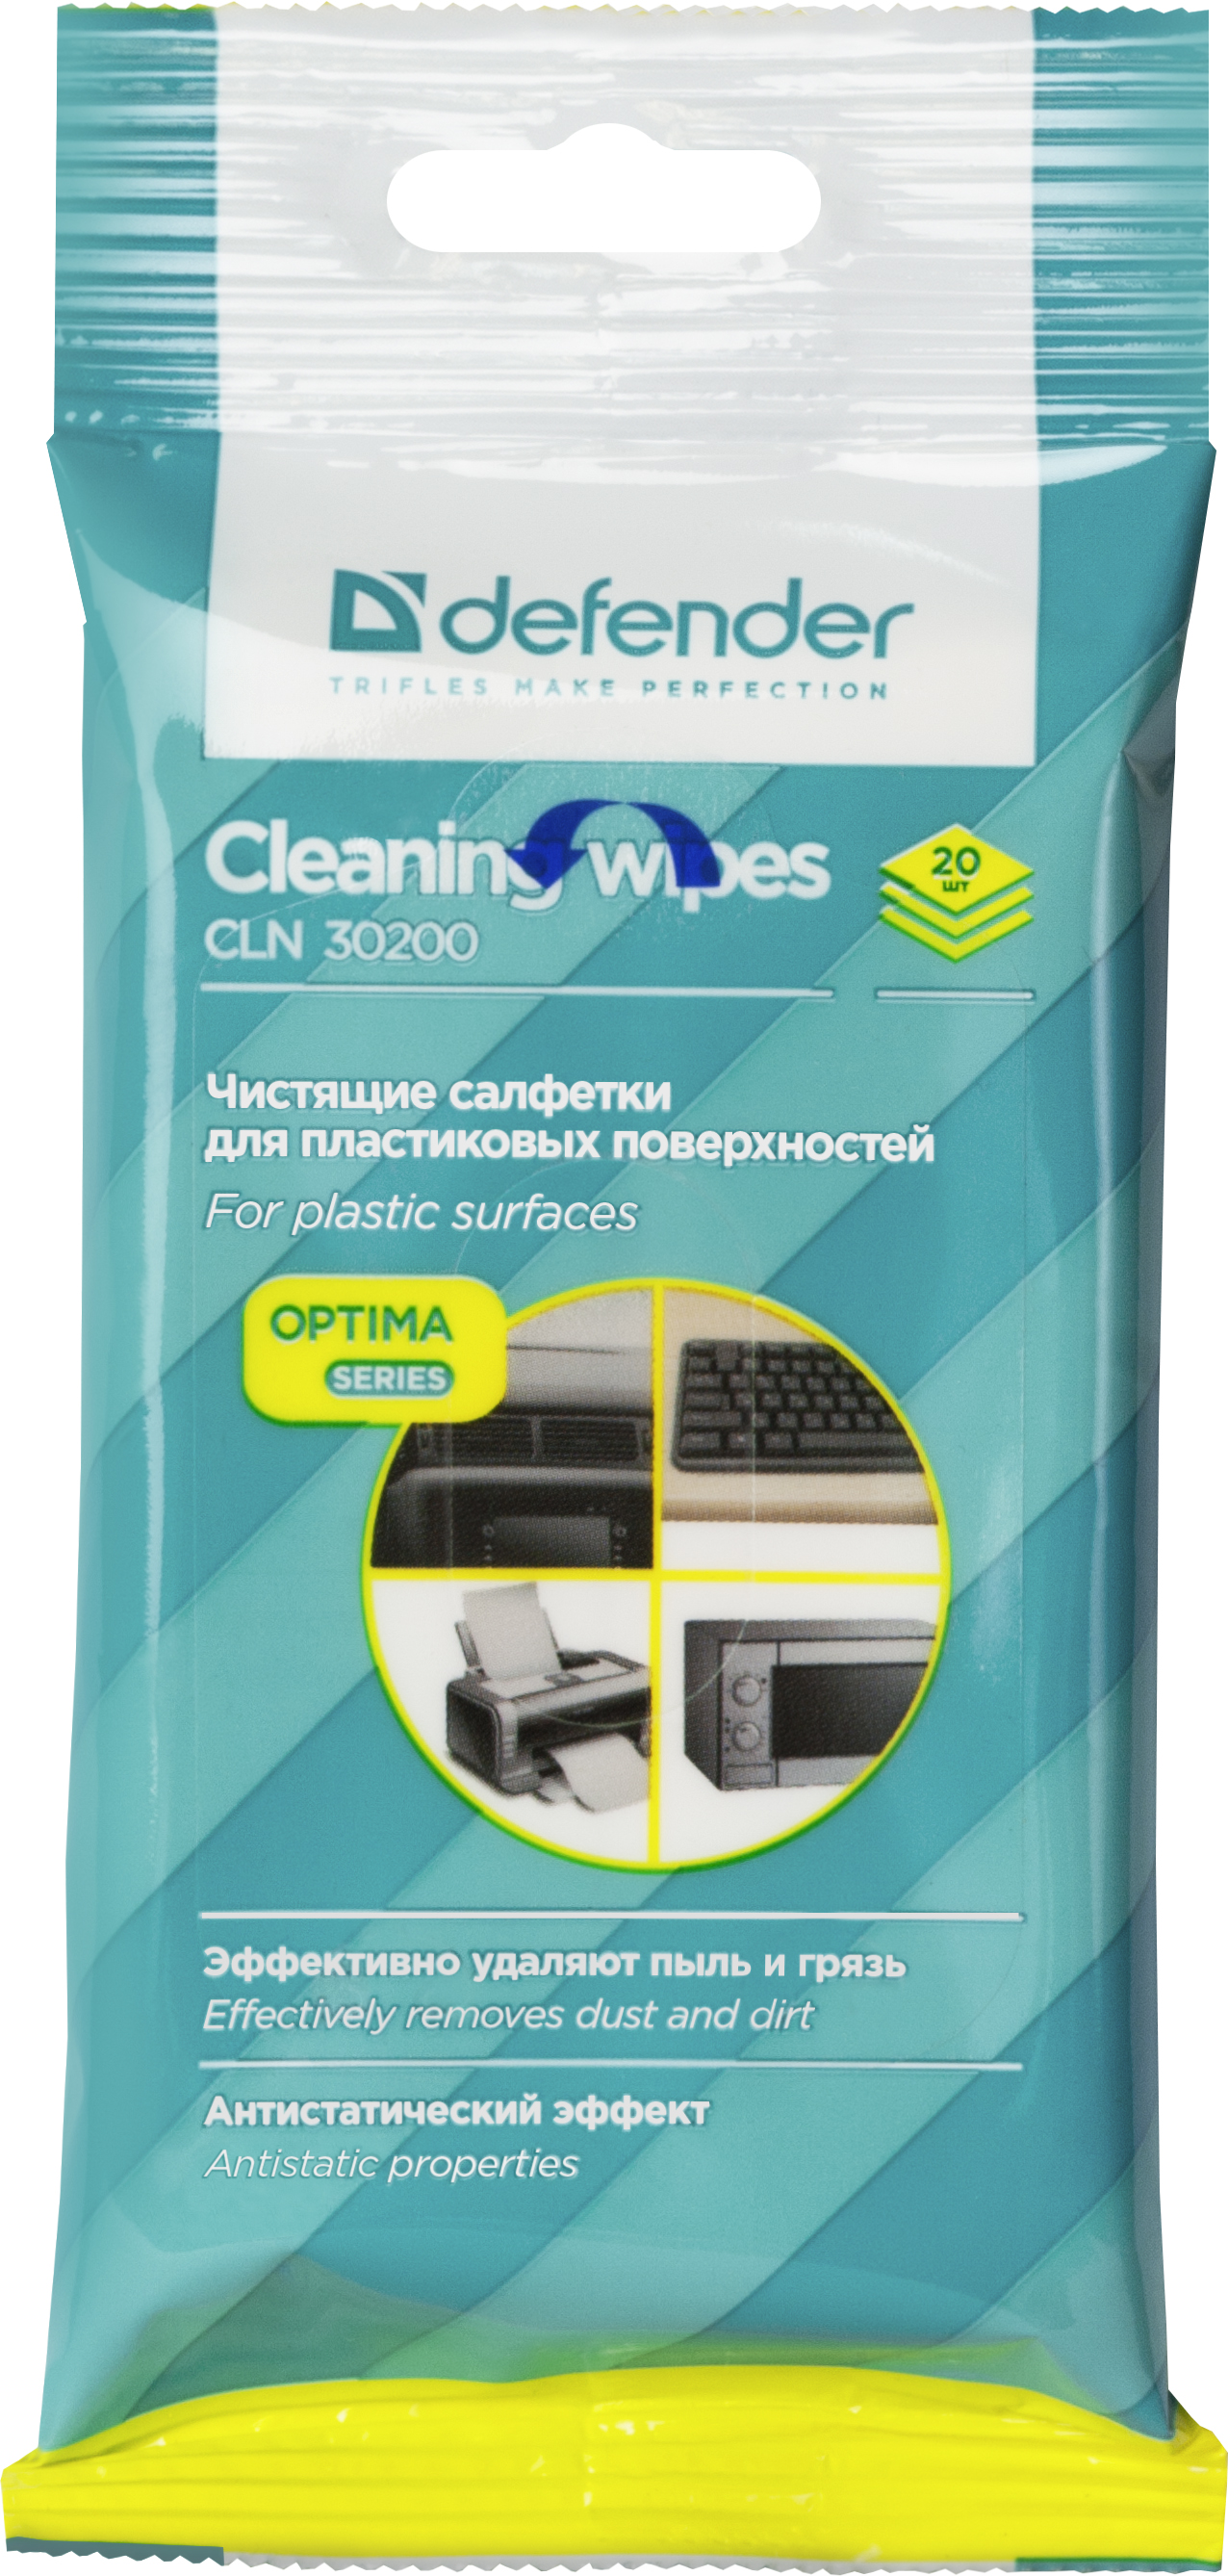 defender
TRIFLES MAKE PERFECTION
Cleaning wipes
20
шт
CLN 30200
Чистящие салфетки
для пластиковых поверхностей
For plastic surfaces
OPTIMA
SERIES
Эффективно удаляют пыль и грязь
Effectively removes dust and dirt
Антистатический эффект
Antistatic properties